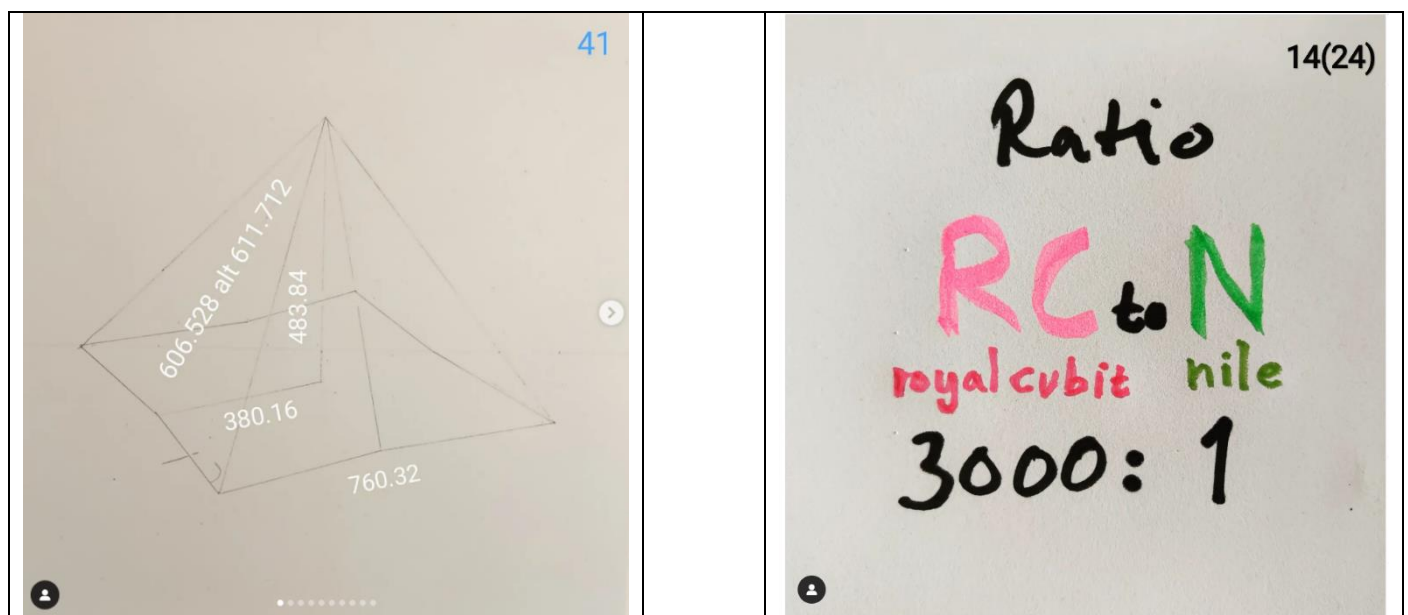 41
606.528 alt 611.712
483.84
380.16
760.32
14(24)
Ratio
RC to N
royal cubit nile
3000: 1